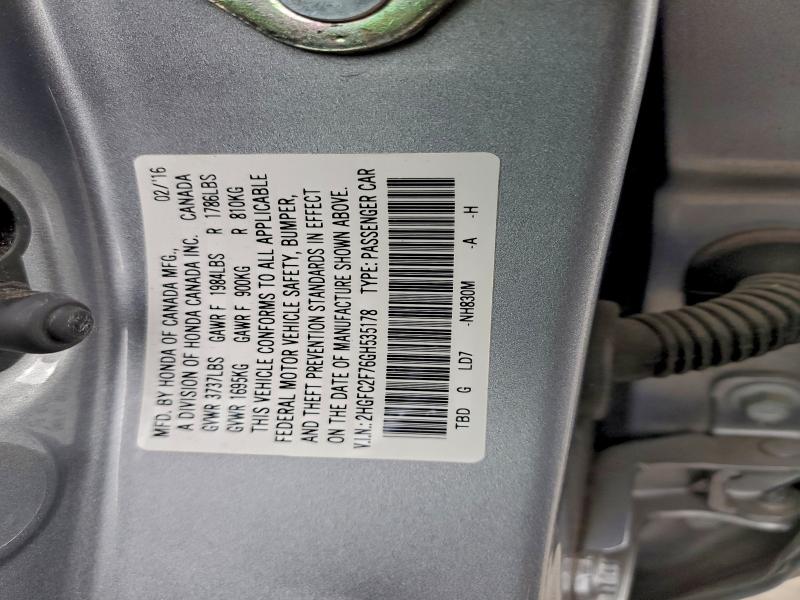 MFD. BY HONDA OF CANADA MFG., 02/'16
A DIVISION OF HONDA CANADA INC. CANADA
GVWR 3737LBS GAWR F 1984LBS R 1786LBS
GVWR 1695KG GAWR F 900KG R 810KG
THIS VEHICLE CONFORMS TO ALL APPLICABLE
FEDERAL MOTOR VEHICLE SAFETY, BUMPER,
AND THEFT PREVENTION STANDARDS IN EFFECT
ON THE DATE OF MANUFACTURE SHOWN ABOVE.
V.I.N.: 2HGFC2F76GH535178 TYPE: PASSENGER CAR
TBD G LD7 -NH830M -A -H